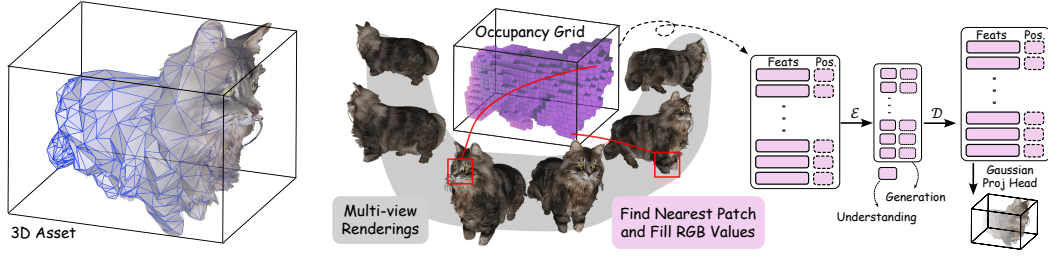 3D Asset
Occupancy Grid
Multi-view
Renderings
Find Nearest Patch
and Fill RGB Values
Feats Pos.
ℰ
Understanding
Generation
𝒟
Feats Pos.
Gaussian
Proj Head